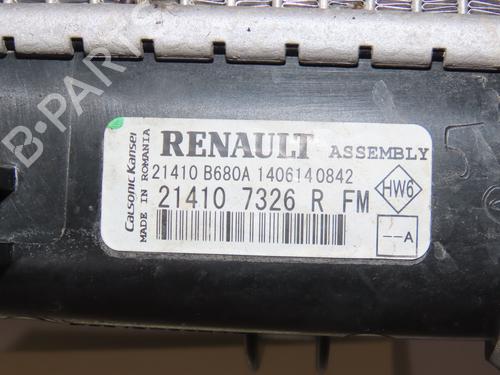 RENAULT ASSEMBLY
21410 B680A 1406140842
21410 7326 R FM
HW6
--A
Calsonic Kansei
MADE IN ROMANIA
B-PARTS